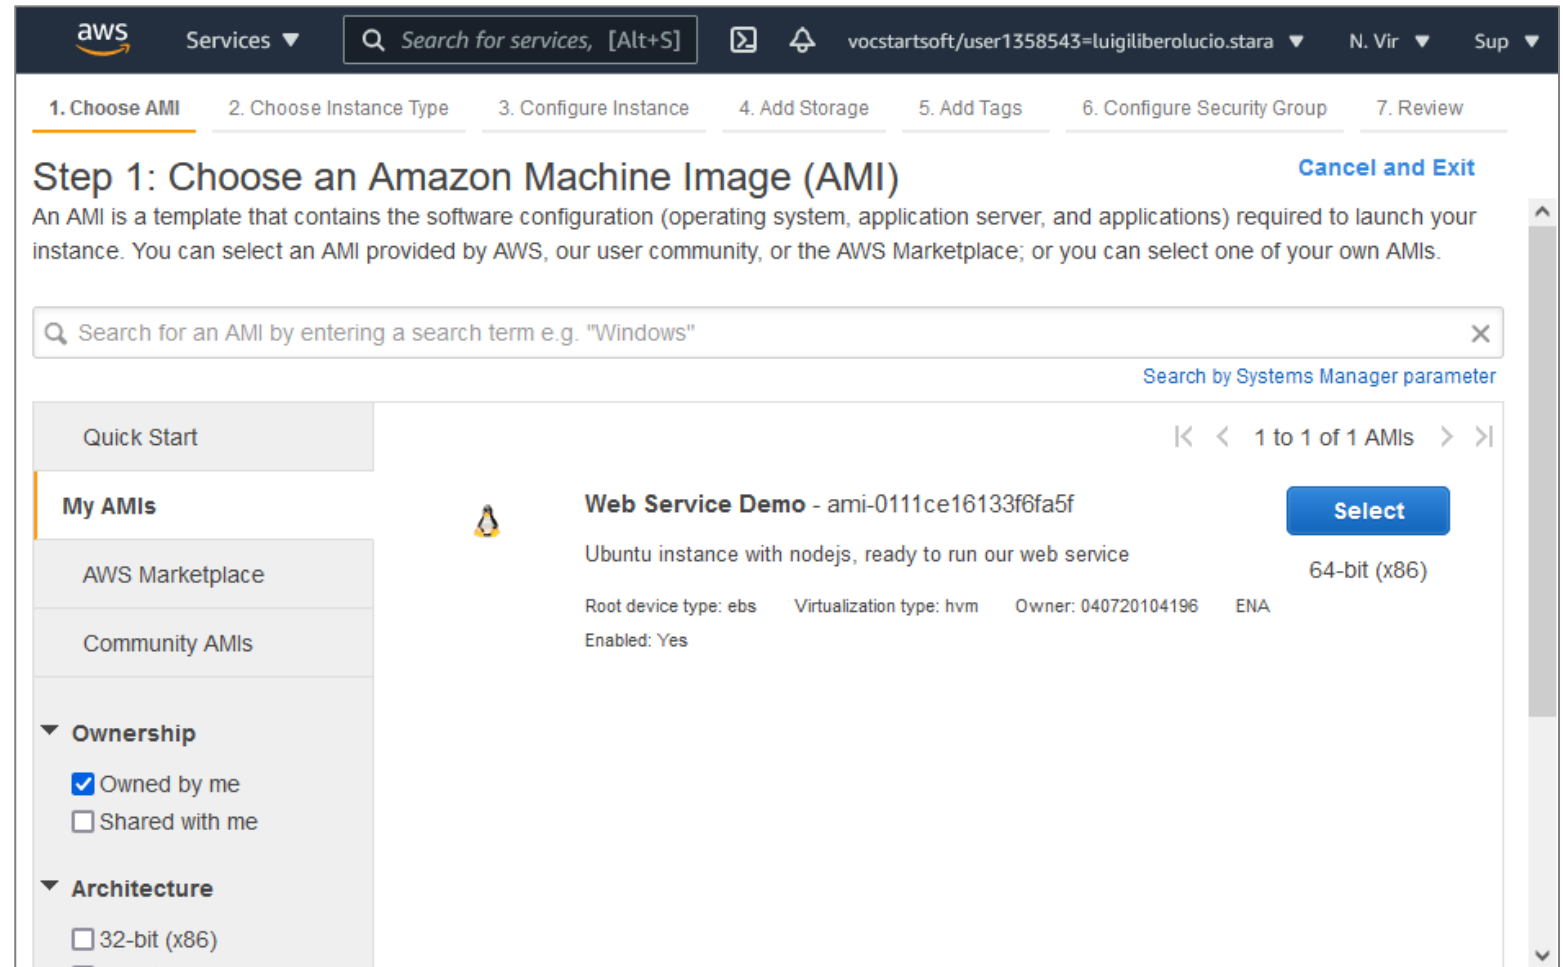 aws Services Search for services, [Alt+S] vocstartsoft/user1358543=luigiliberolucio.stara N. Vir Sup
1. Choose AMI 2. Choose Instance Type 3. Configure Instance 4. Add Storage 5. Add Tags 6. Configure Security Group 7. Review
Step 1: Choose an Amazon Machine Image (AMI)
Cancel and Exit
An AMI is a template that contains the software configuration (operating system, application server, and applications) required to launch your
instance. You can select an AMI provided by AWS, our user community, or the AWS Marketplace; or you can select one of your own AMIs.
Search for an AMI by entering a search term e.g. "Windows"
Search by Systems Manager parameter
Quick Start
1 to 1 of 1 AMIs
My AMIs
Web Service Demo - ami-0111ce16133f6fa5f
Select
Ubuntu instance with nodejs, ready to run our web service
64-bit (x86)
AWS Marketplace
Root device type: ebs Virtualization type: hvm Owner: 040720104196 ENA
Enabled: Yes
Community AMIs
Ownership
Owned by me
Shared with me
Architecture
32-bit (x86)